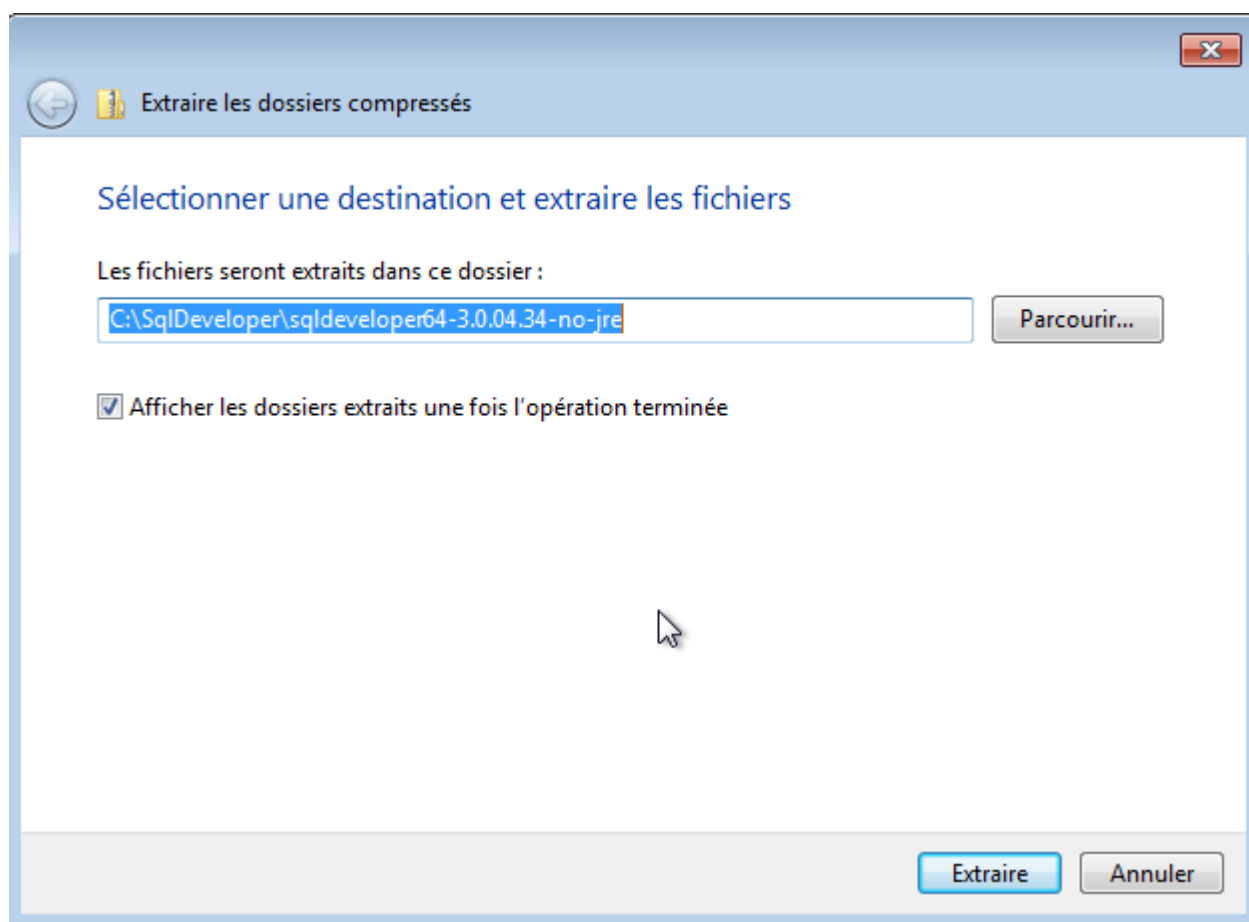 Extraire les dossiers compressés
Sélectionner une destination et extraire les fichiers
Les fichiers seront extraits dans ce dossier :
C:\SqlDeveloper\sqldeveloper64-3.0.04.34-no-jre
Parcourir...
Afficher les dossiers extraits une fois l'opération terminée
Extraire
Annuler